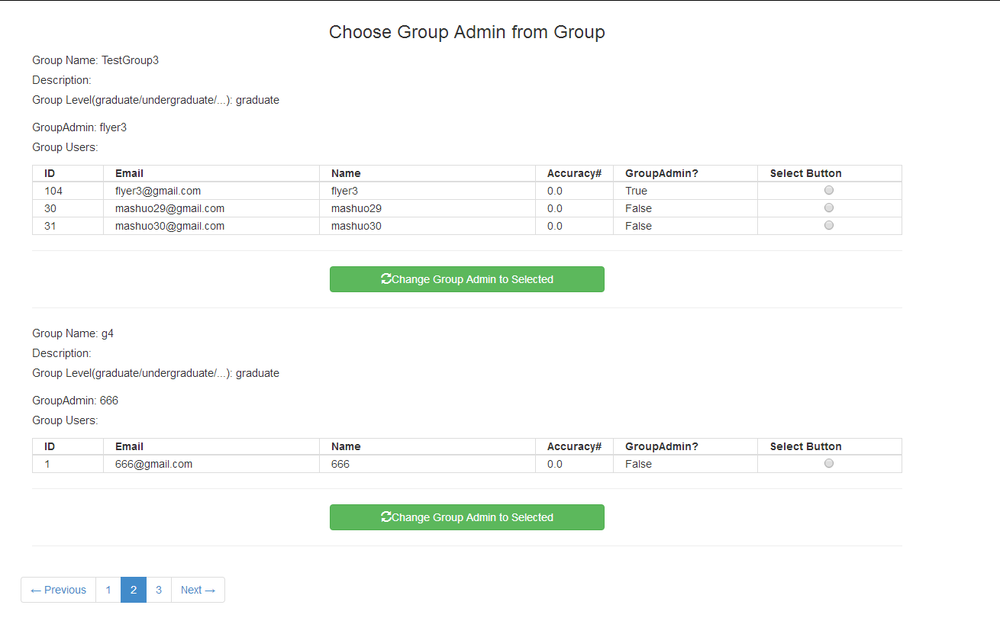 Choose Group Admin from Group
Group Name: TestGroup3
Description:
Group Level(graduate/undergraduate/...): graduate
GroupAdmin: flyer3
Group Users:
ID Email Name Accuracy# GroupAdmin? Select Button
104 flyer3@gmail.com flyer3 0.0 True
30 mashuo29@gmail.com mashuo29 0.0 False
31 mashuo30@gmail.com mashuo30 0.0 False
Change Group Admin to Selected
Group Name: g4
Description:
Group Level(graduate/undergraduate/...): graduate
GroupAdmin: 666
Group Users:
ID Email Name Accuracy# GroupAdmin? Select Button
1 666@gmail.com 666 0.0 False
Change Group Admin to Selected
← Previous 1 2 3 Next →